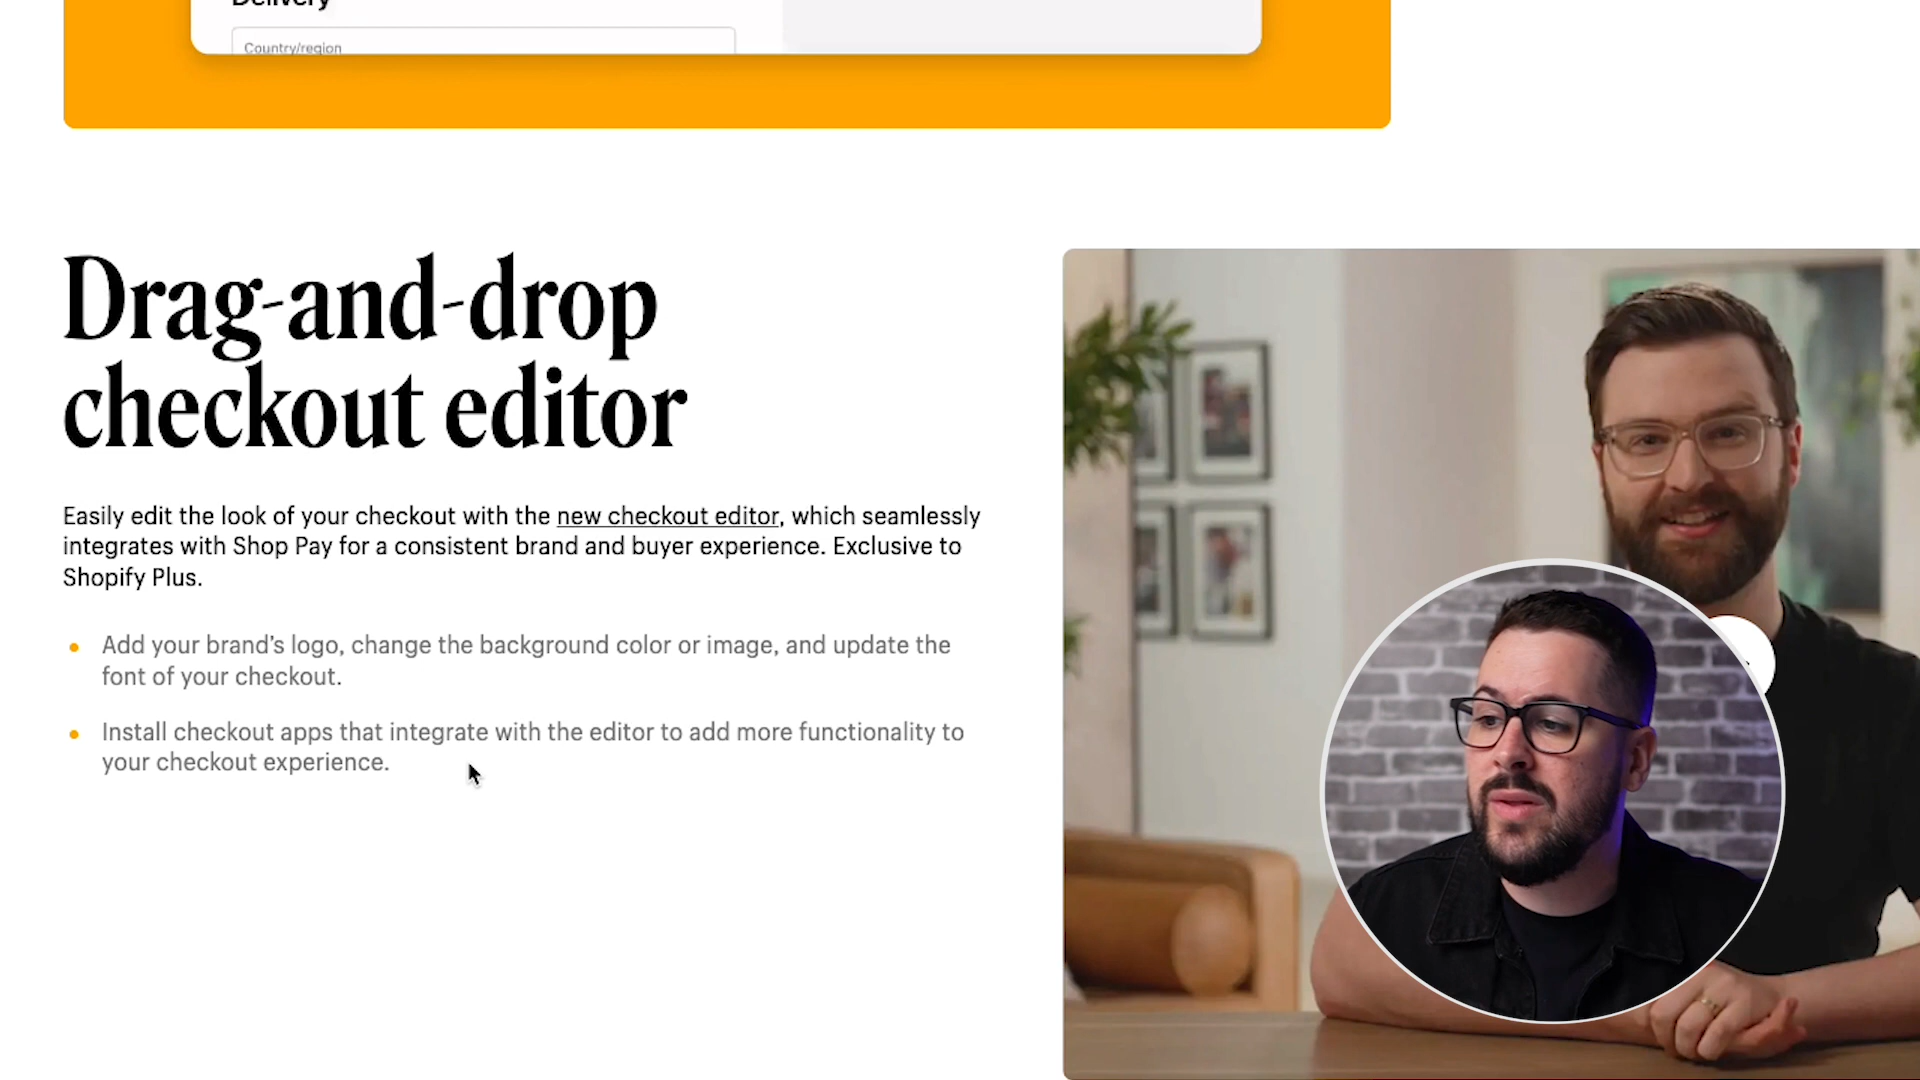 Delivery
Country/region
Drag-and-drop
checkout editor
Easily edit the look of your checkout with the new checkout editor, which seamlessly
integrates with Shop Pay for a consistent brand and buyer experience. Exclusive to
Shopify Plus.
Add your brand’s logo, change the background color or image, and update the
font of your checkout.
Install checkout apps that integrate with the editor to add more functionality to
your checkout experience.